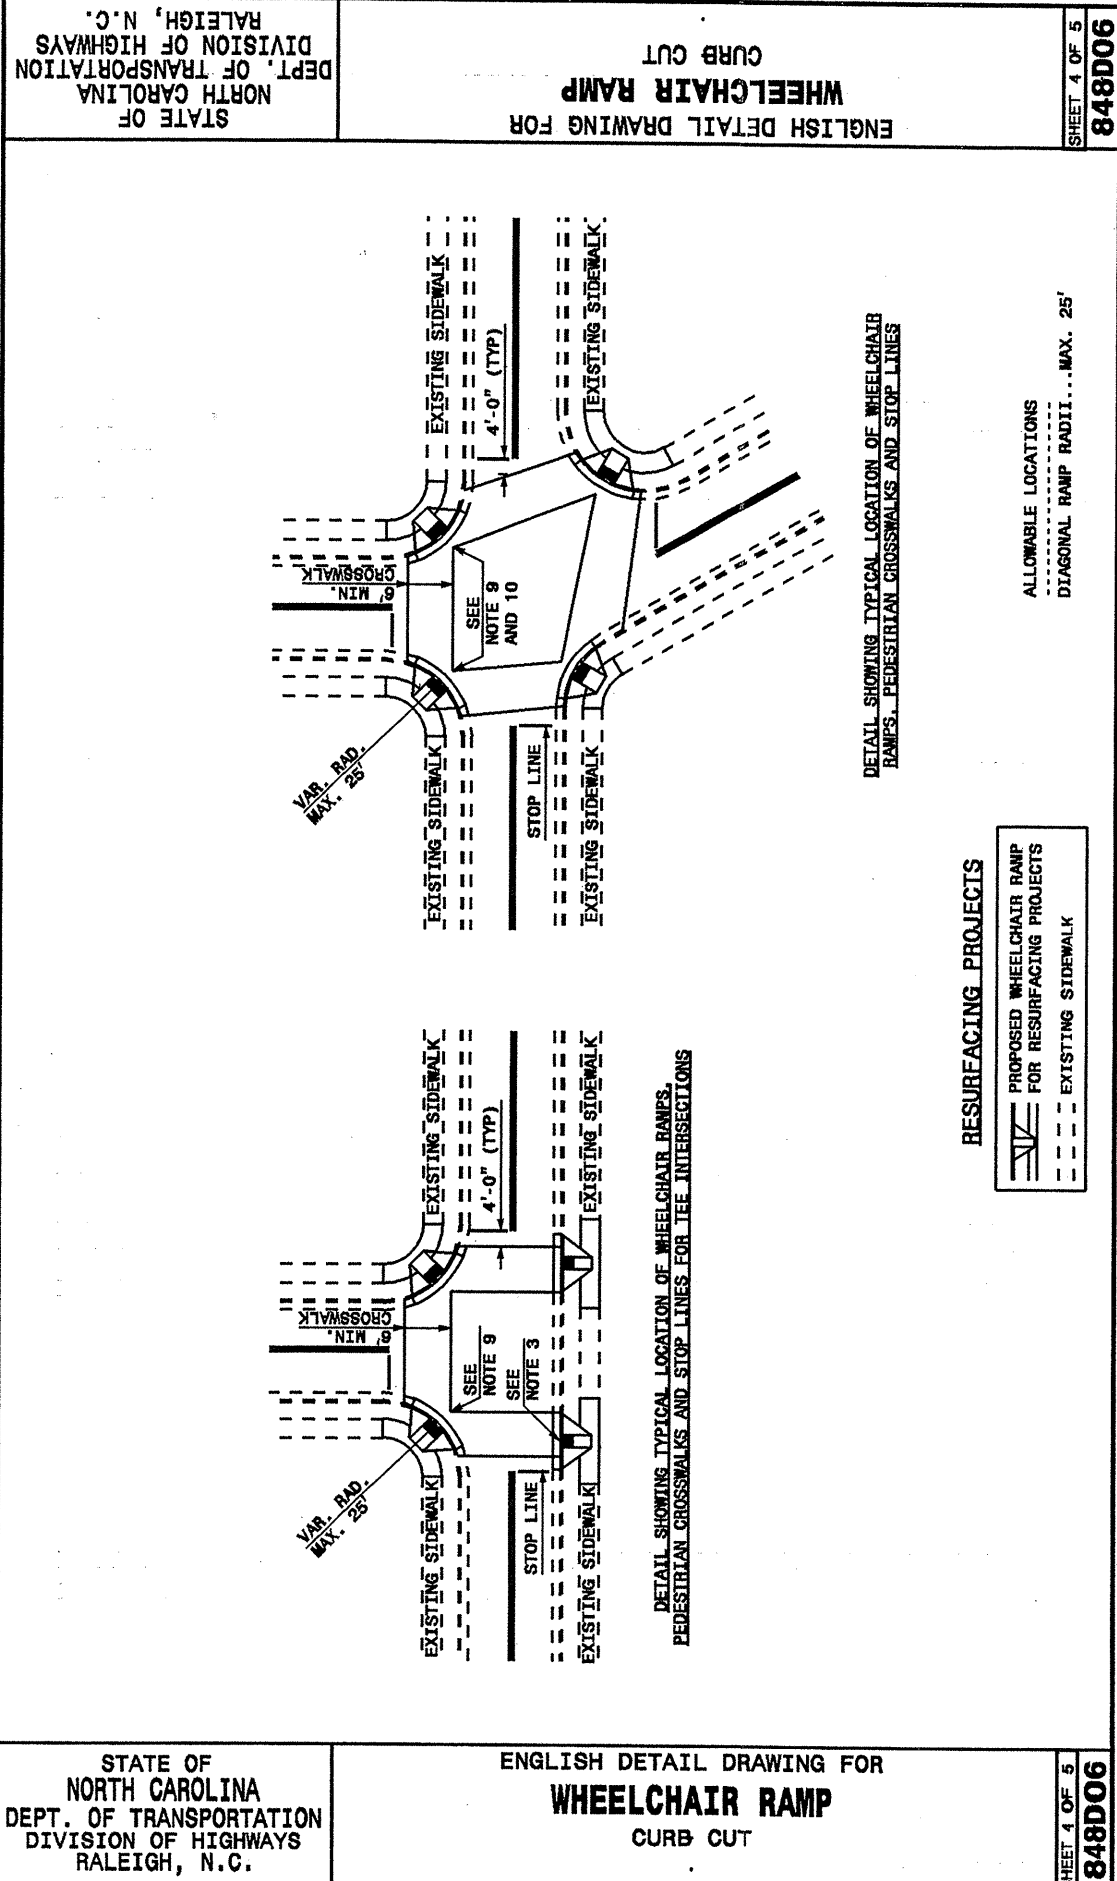 STATE OF
NORTH CAROLINA
DEPT. OF TRANSPORTATION
DIVISION OF HIGHWAYS
RALEIGH, N.C.
ENGLISH DETAIL DRAWING FOR
WHEELCHAIR RAMP
CURB CUT
SHEET 4 OF 5
848D06
EXISTING SIDEWALK
EXISTING SIDEWALK
4'-0" (TYP)
EXISTING SIDEWALK
6' MIN.
CROSSWALK
SEE
NOTE 9
AND 10
VAR. RAD.
MAX. 25'
STOP LINE
EXISTING SIDEWALK
EXISTING SIDEWALK
DETAIL SHOWING TYPICAL LOCATION OF WHEELCHAIR
RAMPS, PEDESTRIAN CROSSWALKS AND STOP LINES
ALLOWABLE LOCATIONS
DIAGONAL RAMP RADII...MAX. 25'
EXISTING SIDEWALK
4'-0" (TYP)
EXISTING SIDEWALK
6' MIN.
CROSSWALK
SEE
NOTE 9
SEE
NOTE 3
VAR. RAD.
MAX. 25'
EXISTING SIDEWALK
STOP LINE
EXISTING SIDEWALK
DETAIL SHOWING TYPICAL LOCATION OF WHEELCHAIR RAMPS,
PEDESTRIAN CROSSWALKS AND STOP LINES FOR TEE INTERSECTIONS
RESURFACING PROJECTS
PROPOSED WHEELCHAIR RAMP
FOR RESURFACING PROJECTS
EXISTING SIDEWALK
STATE OF
NORTH CAROLINA
DEPT. OF TRANSPORTATION
DIVISION OF HIGHWAYS
RALEIGH, N.C.
ENGLISH DETAIL DRAWING FOR
WHEELCHAIR RAMP
CURB CUT
HEET 4 OF 5
848D06